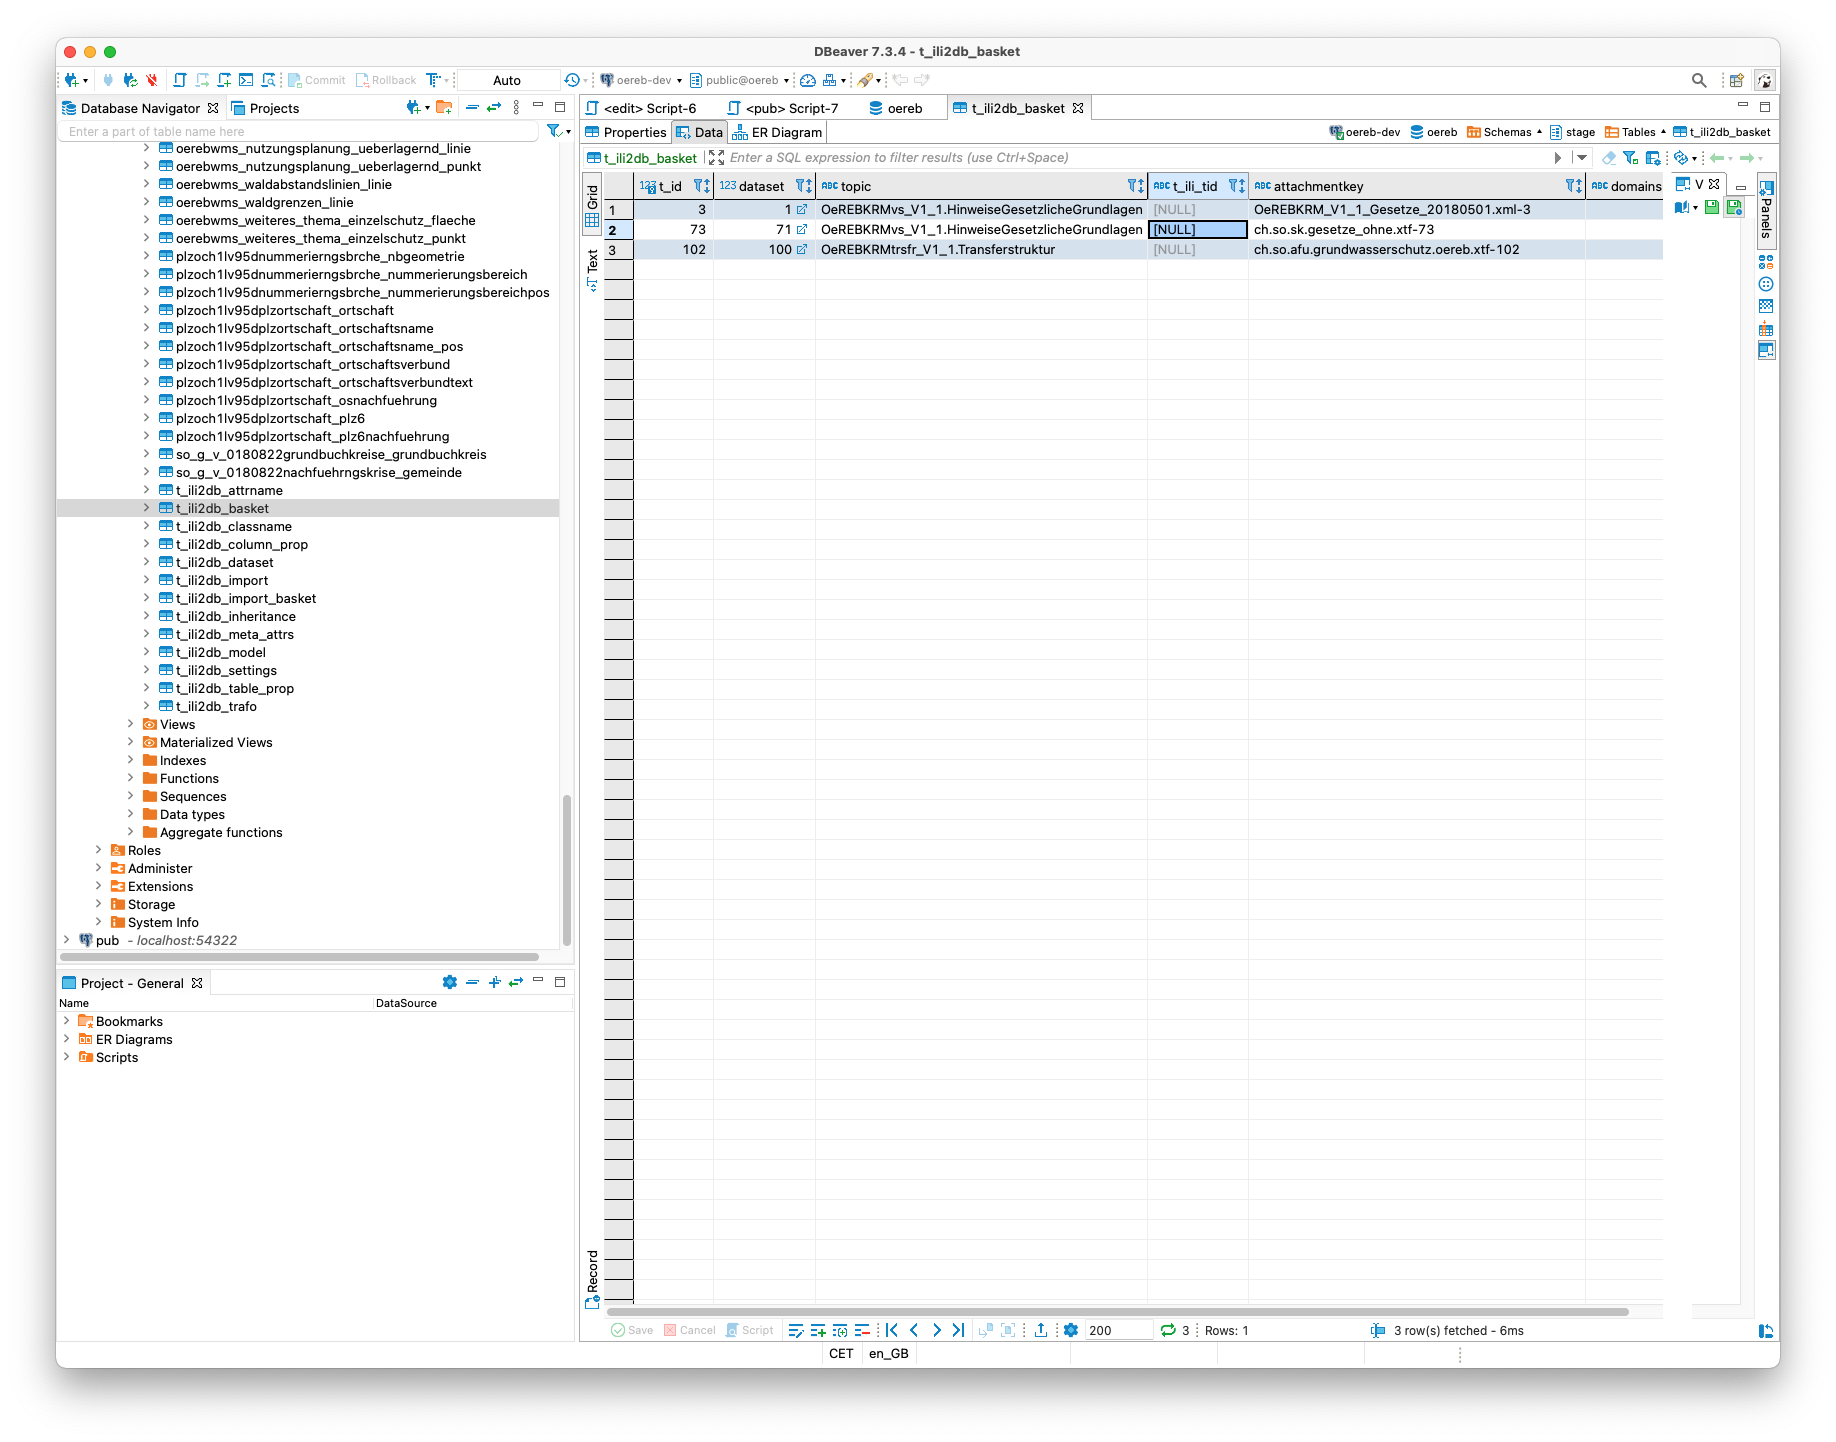 DBeaver 7.3.4 - t_ili2db_basket
Commit
Rollback
Auto
oereb-dev
public@oereb
Database Navigator
Projects
Enter a part of table name here
oerebwms_nutzungsplanung_ueberlagernd_linie
oerebwms_nutzungsplanung_ueberlagernd_punkt
oerebwms_waldabstandslinien_linie
oerebwms_waldgrenzen_linie
oerebwms_weiteres_thema_einzelschutz_flaeche
oerebwms_weiteres_thema_einzelschutz_punkt
plzoch1lv95dnummerierngsbrche_nbgeometrie
plzoch1lv95dnummerierngsbrche_nummerierungsbereich
plzoch1lv95dnummerierngsbrche_nummerierungsbereichpos
plzoch1lv95dplzortschaft_ortschaft
plzoch1lv95dplzortschaft_ortschaftsname
plzoch1lv95dplzortschaft_ortschaftsname_pos
plzoch1lv95dplzortschaft_ortschaftsverbund
plzoch1lv95dplzortschaft_ortschaftsverbundtext
plzoch1lv95dplzortschaft_osnachfuehrung
plzoch1lv95dplzortschaft_plz6
plzoch1lv95dplzortschaft_plz6nachfuehrung
so_g_v_0180822grundbuchkreise_grundbuchkreis
so_g_v_0180822nachfuehrngskrise_gemeinde
t_ili2db_attrname
t_ili2db_basket
t_ili2db_classname
t_ili2db_column_prop
t_ili2db_dataset
t_ili2db_import
t_ili2db_import_basket
t_ili2db_inheritance
t_ili2db_meta_attrs
t_ili2db_model
t_ili2db_settings
t_ili2db_table_prop
t_ili2db_trafo
Views
Materialized Views
Indexes
Functions
Sequences
Data types
Aggregate functions
Roles
Administer
Extensions
Storage
System Info
pub - localhost:54322
Project - General
Name DataSource
Bookmarks
ER Diagrams
Scripts
<edit> Script-6
<pub> Script-7
oereb
t_ili2db_basket
Properties
Data
ER Diagram
oereb-dev
oereb
Schemas
stage
Tables
t_ili2db_basket
t_ili2db_basket
Enter a SQL expression to filter results (use Ctrl+Space)
Grid
Text
Record
123 t_id 123 dataset ABC topic ABC t_ili_tid ABC attachmentkey ABC domains
1 3 1 OeREBKRMvs_V1_1.HinweiseGesetzlicheGrundlagen [NULL] OeREBKRM_V1_1_Gesetze_20180501.xml-3
2 73 71 OeREBKRMvs_V1_1.HinweiseGesetzlicheGrundlagen [NULL] ch.so.sk.gesetze_ohne.xtf-73
3 102 100 OeREBKRMtrsfr_V1_1.Transferstruktur [NULL] ch.so.afu.grundwasserschutz.oereb.xtf-102
V
Panels
Save
Cancel
Script
200
3
Rows: 1
3 row(s) fetched - 6ms
CET
en_GB